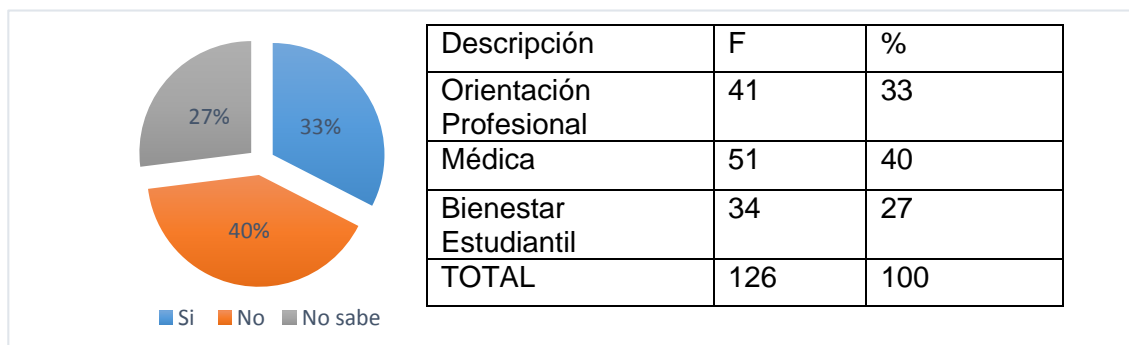 27%
33%
40%
Si No No sabe
Descripción F %
Orientación
Profesional 41 33
Médica 51 40
Bienestar
Estudiantil 34 27
TOTAL 126 100